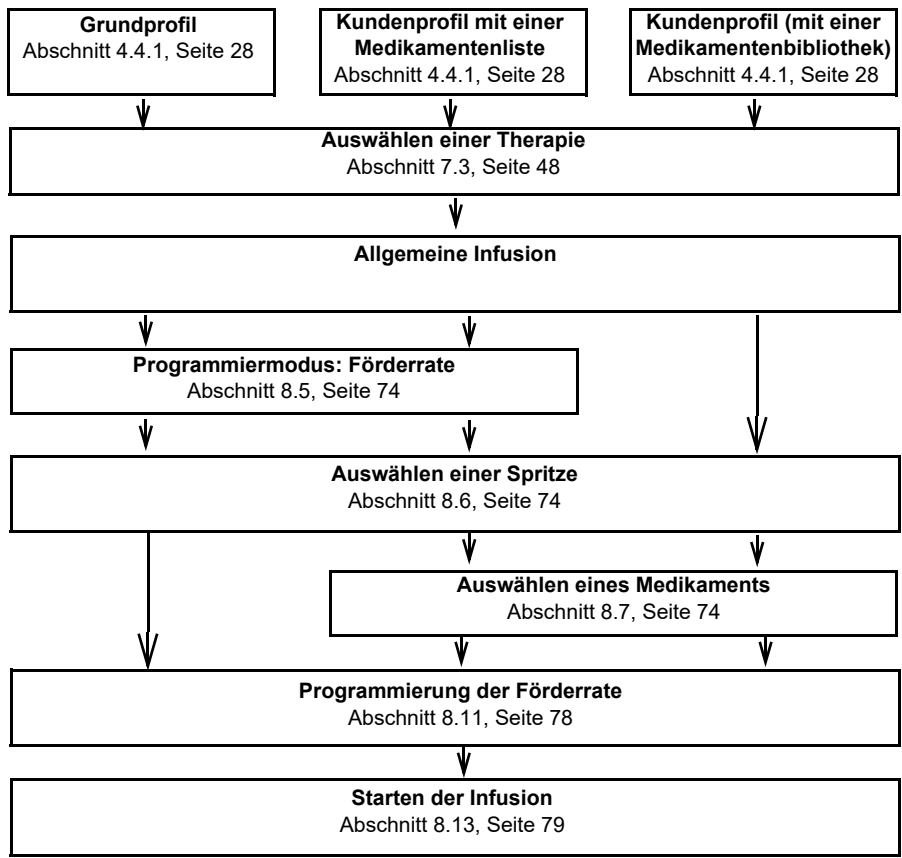 Grundprofil
Abschnitt 4.4.1, Seite 28
Kundenprofil mit einer
Medikamentenliste
Abschnitt 4.4.1, Seite 28
Kundenprofil (mit einer
Medikamentenbibliothek)
Abschnitt 4.4.1, Seite 28
Auswählen einer Therapie
Abschnitt 7.3, Seite 48
Allgemeine Infusion
Programmiermodus: Förderrate
Abschnitt 8.5, Seite 74
Auswählen einer Spritze
Abschnitt 8.6, Seite 74
Auswählen eines Medikaments
Abschnitt 8.7, Seite 74
Programmierung der Förderrate
Abschnitt 8.11, Seite 78
Starten der Infusion
Abschnitt 8.13, Seite 79